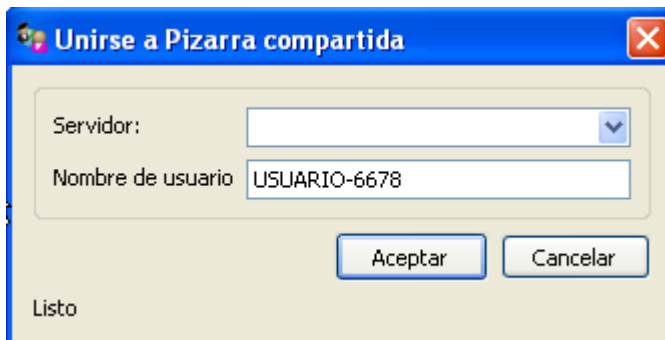 Unirse a Pizarra compartida
Servidor:
Nombre de usuario USUARIO-6678
Aceptar Cancelar
Listo